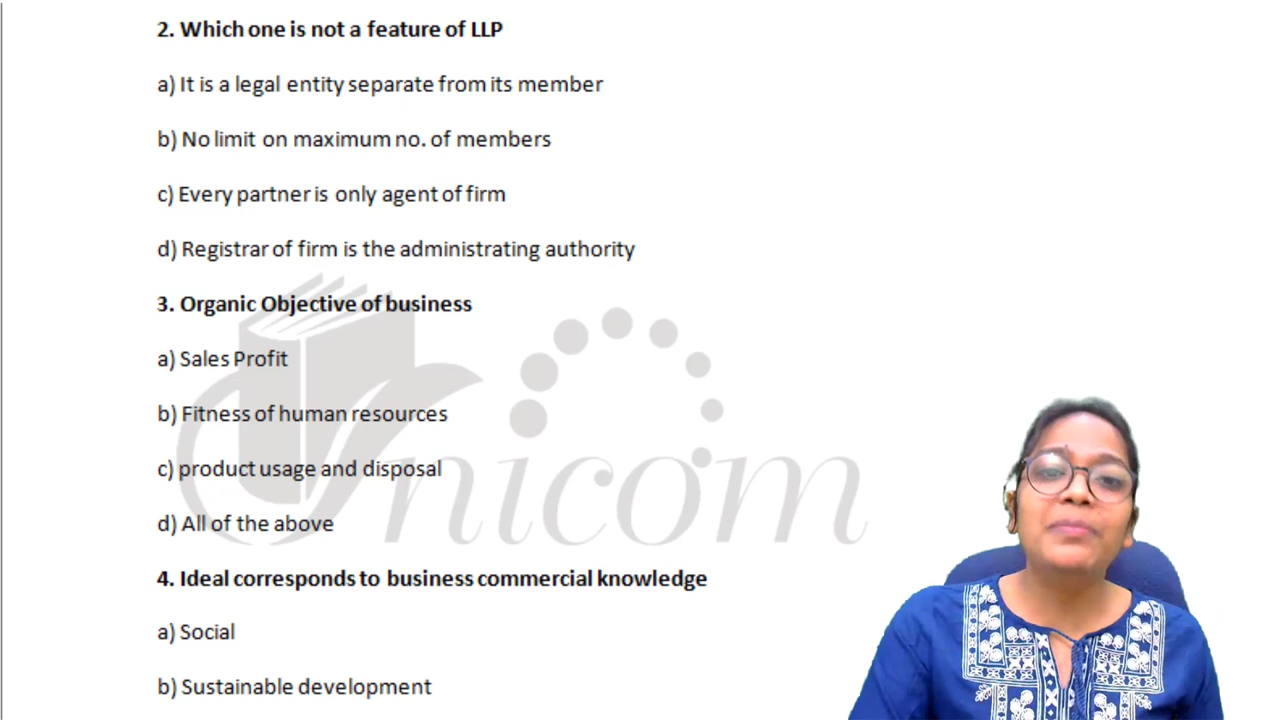 2. Which one is not a feature of LLP
a) It is a legal entity separate from its member
b) No limit on maximum no. of members
c) Every partner is only agent of firm
d) Registrar of firm is the administrating authority
3. Organic Objective of business
a) Sales Profit
b) Fitness of human resources
c) product usage and disposal
d) All of the above
4. Ideal corresponds to business commercial knowledge
a) Social
b) Sustainable development
Unicom